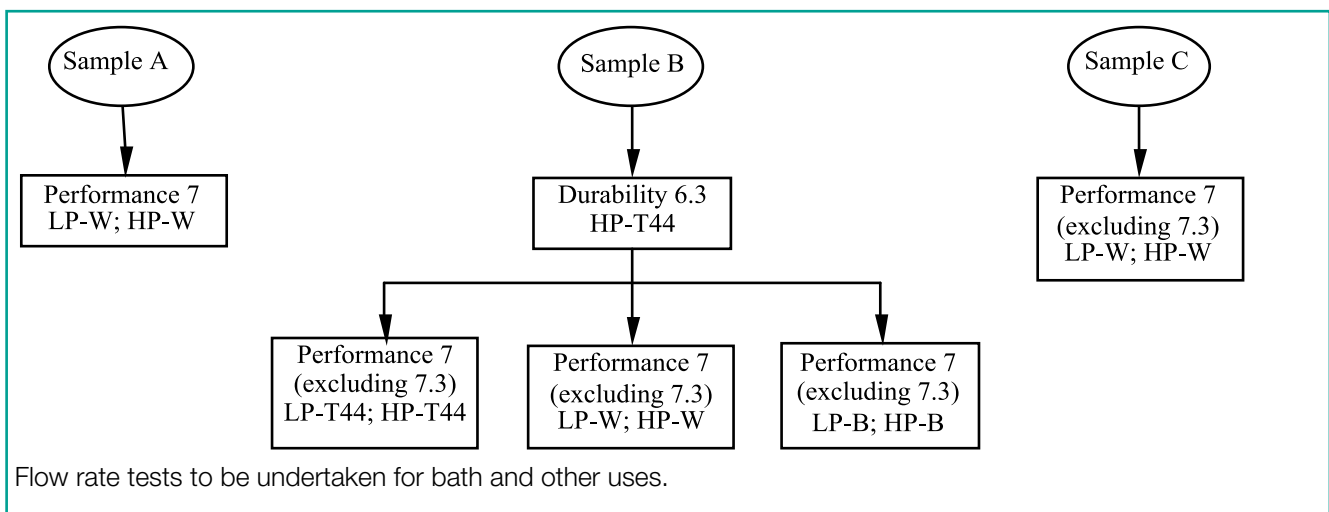 Sample A
Sample B
Sample C
Performance 7
LP-W; HP-W
Durability 6.3
HP-T44
Performance 7
(excluding 7.3)
LP-W; HP-W
Performance 7
(excluding 7.3)
LP-T44; HP-T44
Performance 7
(excluding 7.3)
LP-W; HP-W
Performance 7
(excluding 7.3)
LP-B; HP-B
Flow rate tests to be undertaken for bath and other uses.